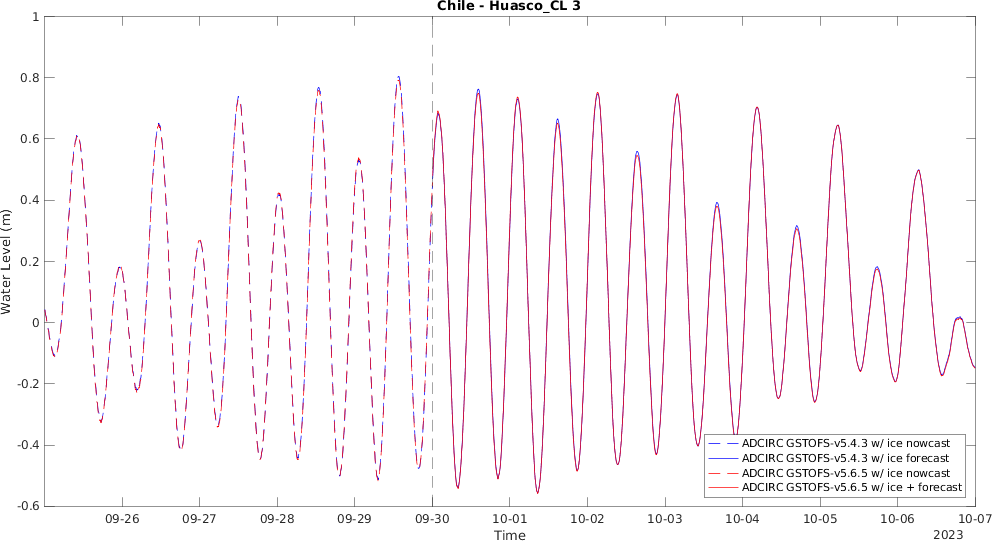 Chile - Huasco_CL 3
Water Level (m)
1
0.8
0.6
0.4
0.2
0
-0.2
-0.4
-0.6
ADCIRC GSTOFS-v5.4.3 w/ ice nowcast
ADCIRC GSTOFS-v5.4.3 w/ ice forecast
ADCIRC GSTOFS-v5.6.5 w/ ice nowcast
ADCIRC GSTOFS-v5.6.5 w/ ice + forecast
09-26 09-27 09-28 09-29 09-30 10-01 10-02 10-03 10-04 10-05 10-06 10-07
Time
2023